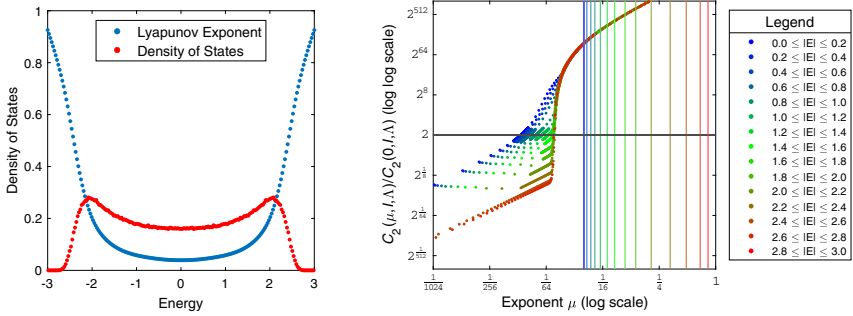 1
0.8
0.6
0.4
0.2
0
-3
-2
-1
0
1
2
3
Density of States
Energy
Lyapunov Exponent
Density of States
C₂(μ,I,Λ)/C₂(0,I,Λ) (log log scale)
2^512
2^64
2^8
2
2^(1/8)
2^(1/64)
2^(1/512)
1/1024
1/256
1/64
1/16
1/4
1
Exponent μ (log scale)
Legend
0.0 ≤ |E| ≤ 0.2
0.2 ≤ |E| ≤ 0.4
0.4 ≤ |E| ≤ 0.6
0.6 ≤ |E| ≤ 0.8
0.8 ≤ |E| ≤ 1.0
1.0 ≤ |E| ≤ 1.2
1.2 ≤ |E| ≤ 1.4
1.4 ≤ |E| ≤ 1.6
1.6 ≤ |E| ≤ 1.8
1.8 ≤ |E| ≤ 2.0
2.0 ≤ |E| ≤ 2.2
2.2 ≤ |E| ≤ 2.4
2.4 ≤ |E| ≤ 2.6
2.6 ≤ |E| ≤ 2.8
2.8 ≤ |E| ≤ 3.0